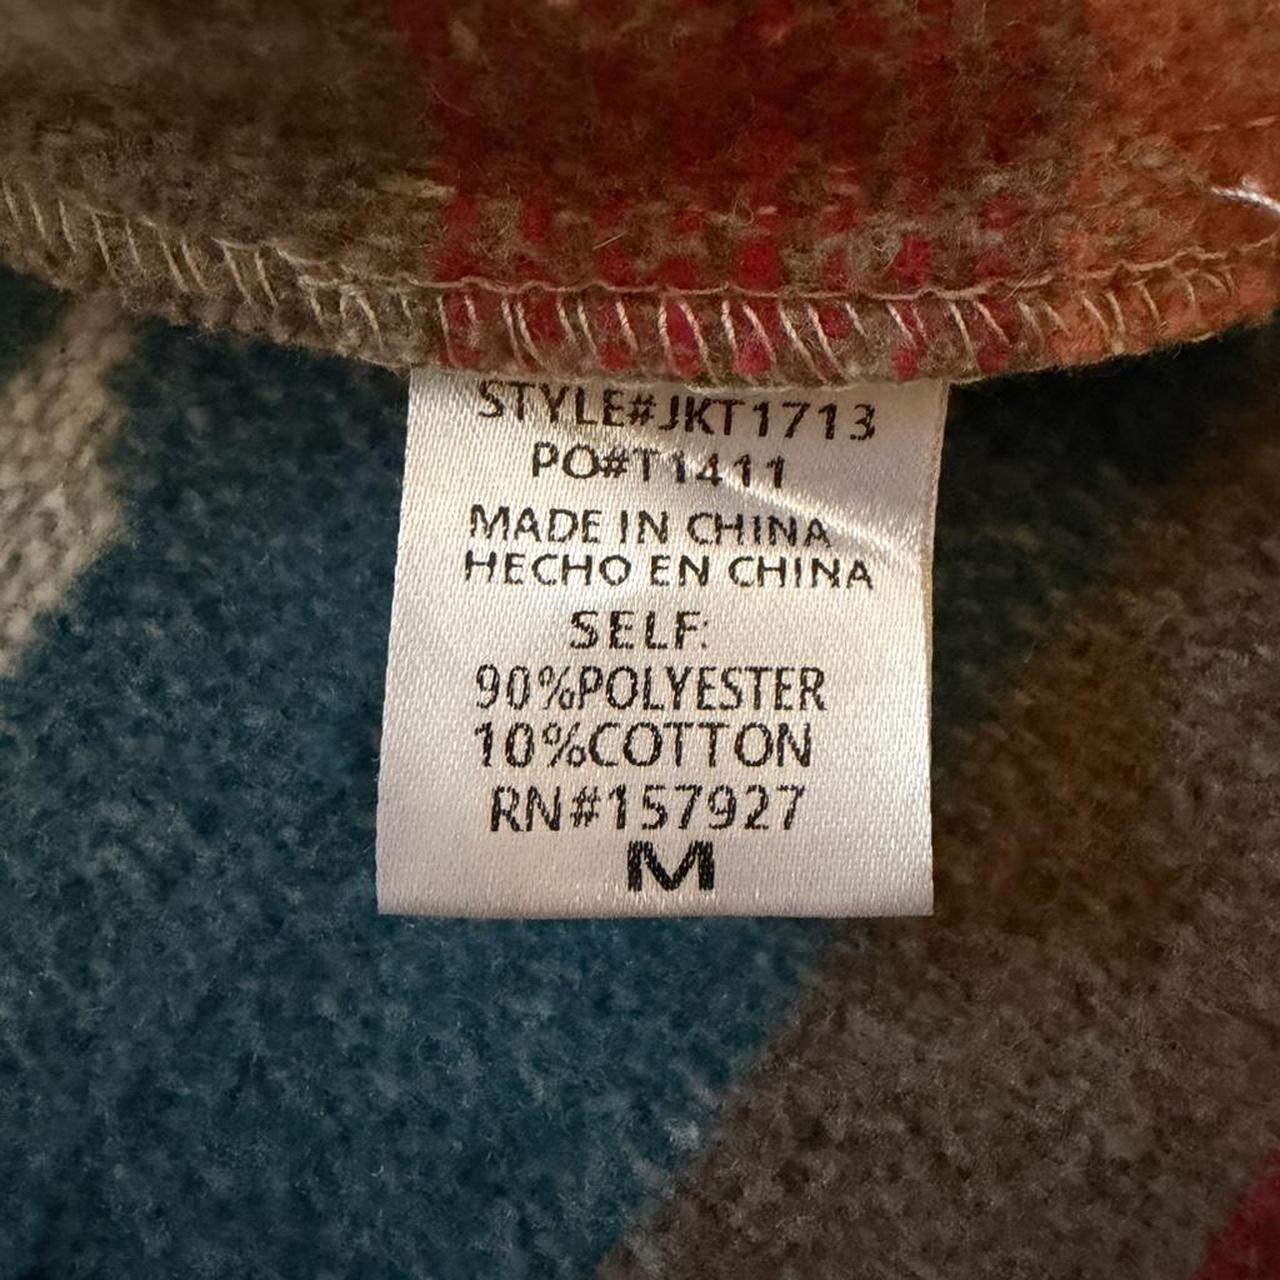 STYLE#JKT1713
PO#T1411
MADE IN CHINA
HECHO EN CHINA
SELF:
90%POLYESTER
10%COTTON
RN#157927
M